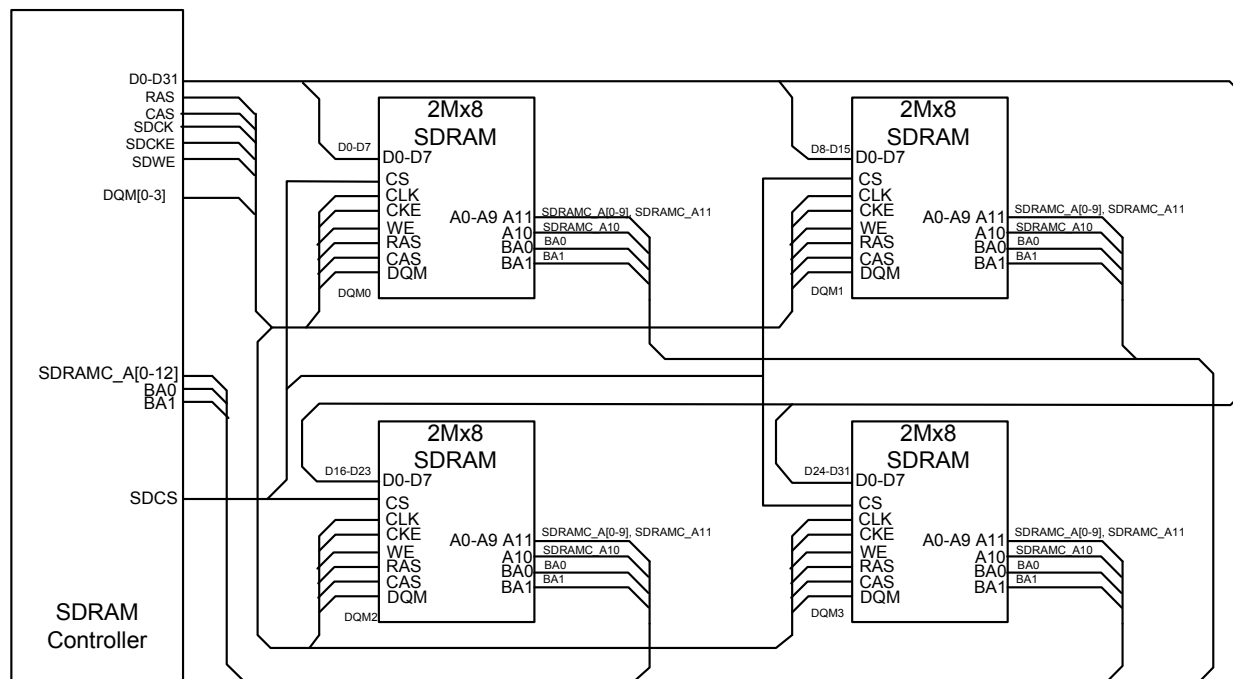 D0-D31
RAS
CAS
SDCK
SDCKE
SDWE
DQM[0-3]
SDRAMC_A[0-12]
BA0
BA1
SDCS
SDRAM
Controller
2Mx8
SDRAM
D0-D7
D0-D7
CS
CLK
CKE
WE
RAS
CAS
DQM
DQM0
A0-A9 A11
A10
BA0
BA1
SDRAMC_A[0-9], SDRAMC_A11
SDRAMC_A10
BA0
BA1
2Mx8
SDRAM
D8-D15
D0-D7
CS
CLK
CKE
WE
RAS
CAS
DQM
DQM1
A0-A9 A11
A10
BA0
BA1
SDRAMC_A[0-9], SDRAMC_A11
SDRAMC_A10
BA0
BA1
2Mx8
SDRAM
D16-D23
D0-D7
CS
CLK
CKE
WE
RAS
CAS
DQM
DQM2
A0-A9 A11
A10
BA0
BA1
SDRAMC_A[0-9], SDRAMC_A11
SDRAMC_A10
BA0
BA1
2Mx8
SDRAM
D24-D31
D0-D7
CS
CLK
CKE
WE
RAS
CAS
DQM
DQM3
A0-A9 A11
A10
BA0
BA1
SDRAMC_A[0-9], SDRAMC_A11
SDRAMC_A10
BA0
BA1